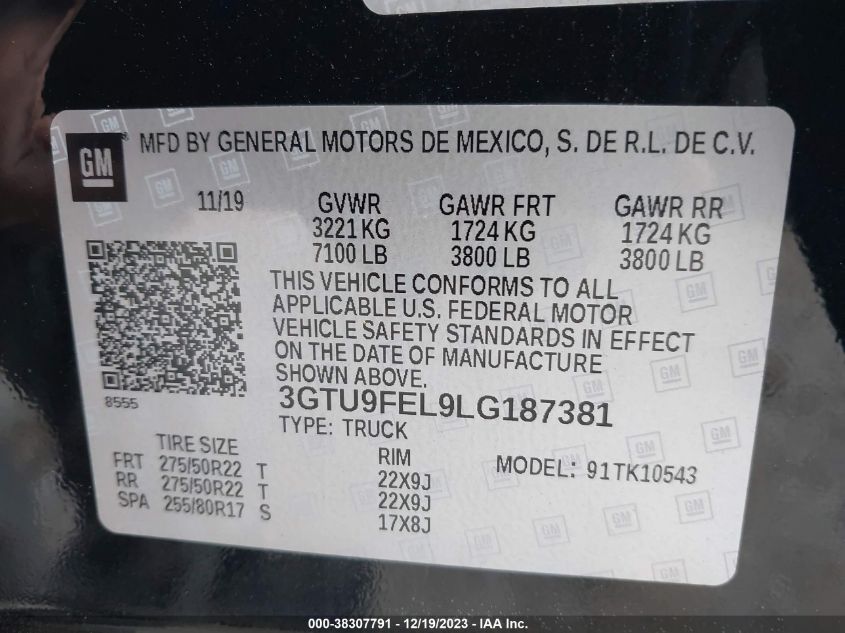 GM MFD BY GENERAL MOTORS DE MEXICO, S. DE R.L. DE C.V.
11/19 GVWR GAWR FRT GAWR RR
3221 KG 1724 KG 1724 KG
7100 LB 3800 LB 3800 LB
THIS VEHICLE CONFORMS TO ALL
APPLICABLE U.S. FEDERAL MOTOR
VEHICLE SAFETY STANDARDS IN EFFECT
ON THE DATE OF MANUFACTURE
SHOWN ABOVE.
8555
3GTU9FEL9LG187381
TYPE: TRUCK
TIRE SIZE RIM MODEL: 91TK10543
FRT 275/50R22 T 22X9J
RR 275/50R22 T 22X9J
SPA 255/80R17 S 17X8J
000-38307791 - 12/19/2023 - IAA Inc.